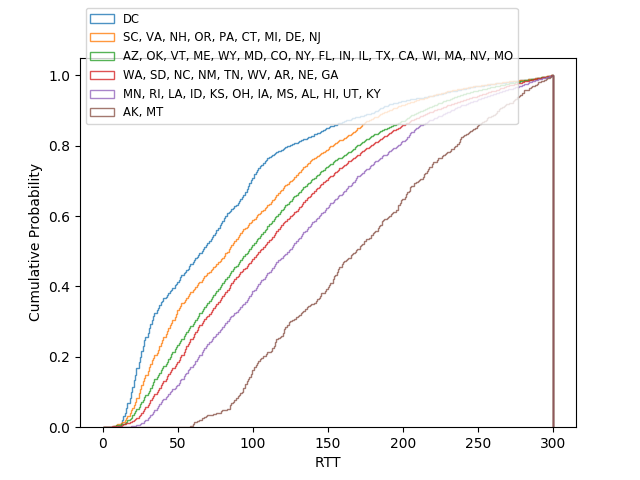 DC
SC, VA, NH, OR, PA, CT, MI, DE, NJ
AZ, OK, VT, ME, WY, MD, CO, NY, FL, IN, IL, TX, CA, WI, MA, NV, MO
WA, SD, NC, NM, TN, WV, AR, NE, GA
MN, RI, LA, ID, KS, OH, IA, MS, AL, HI, UT, KY
AK, MT
Cumulative Probability
1.0
0.8
0.6
0.4
0.2
0.0
0 50 100 150 200 250 300
RTT